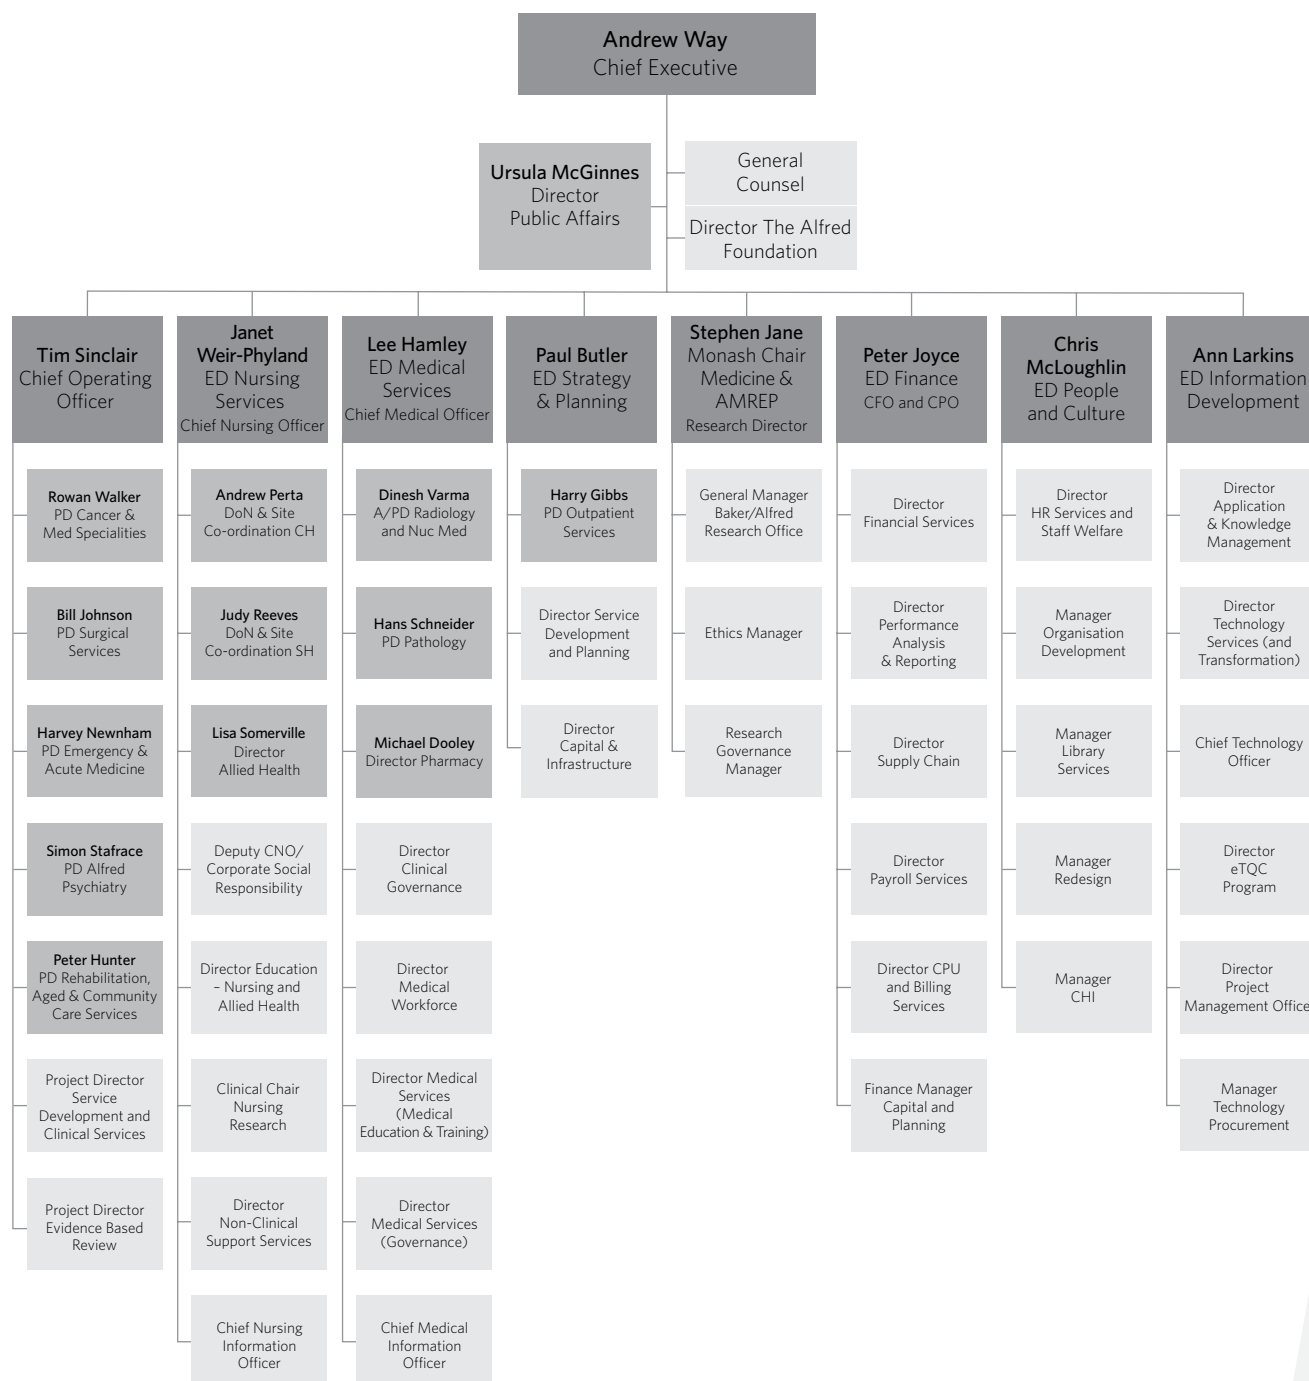 Andrew Way
Chief Executive
Ursula McGinnes
Director
Public Affairs
General
Counsel
Director The Alfred
Foundation
Tim Sinclair
Chief Operating
Officer
Janet
Weir-Phyland
ED Nursing
Services
Chief Nursing Officer
Lee Hamley
ED Medical
Services
Chief Medical Officer
Paul Butler
ED Strategy
& Planning
Stephen Jane
Monash Chair
Medicine &
AMREP
Research Director
Peter Joyce
ED Finance
CFO and CPO
Chris
McLoughlin
ED People
and Culture
Ann Larkins
ED Information
Development
Rowan Walker
PD Cancer &
Med Specialities
Bill Johnson
PD Surgical
Services
Harvey Newnham
PD Emergency &
Acute Medicine
Simon Stafrace
PD Alfred
Psychiatry
Peter Hunter
PD Rehabilitation,
Aged & Community
Care Services
Project Director
Service
Development and
Clinical Services
Project Director
Evidence Based
Review
Andrew Perta
DoN & Site
Co-ordination CH
Judy Reeves
DoN & Site
Co-ordination SH
Lisa Somerville
Director
Allied Health
Deputy CNO/
Corporate Social
Responsibility
Director Education
– Nursing and
Allied Health
Clinical Chair
Nursing
Research
Director
Non-Clinical
Support Services
Chief Nursing
Information
Officer
Dinesh Varma
A/PD Radiology
and Nuc Med
Hans Schneider
PD Pathology
Michael Dooley
Director Pharmacy
Director
Clinical
Governance
Director
Medical
Workforce
Director Medical
Services
(Medical
Education & Training)
Director
Medical Services
(Governance)
Chief Medical
Information
Officer
Harry Gibbs
PD Outpatient
Services
Director Service
Development
and Planning
Director
Capital &
Infrastructure
General Manager
Baker/Alfred
Research Office
Ethics Manager
Research
Governance
Manager
Director
Financial Services
Director
Performance
Analysis
& Reporting
Director
Supply Chain
Director
Payroll Services
Director CPU
and Billing
Services
Finance Manager
Capital and
Planning
Director
HR Services and
Staff Welfare
Manager
Organisation
Development
Manager
Library
Services
Manager
Redesign
Manager
CHI
Director
Application
& Knowledge
Management
Director
Technology
Services (and
Transformation)
Chief Technology
Officer
Director
eTQC
Program
Director
Project
Management Office
Manager
Technology
Procurement